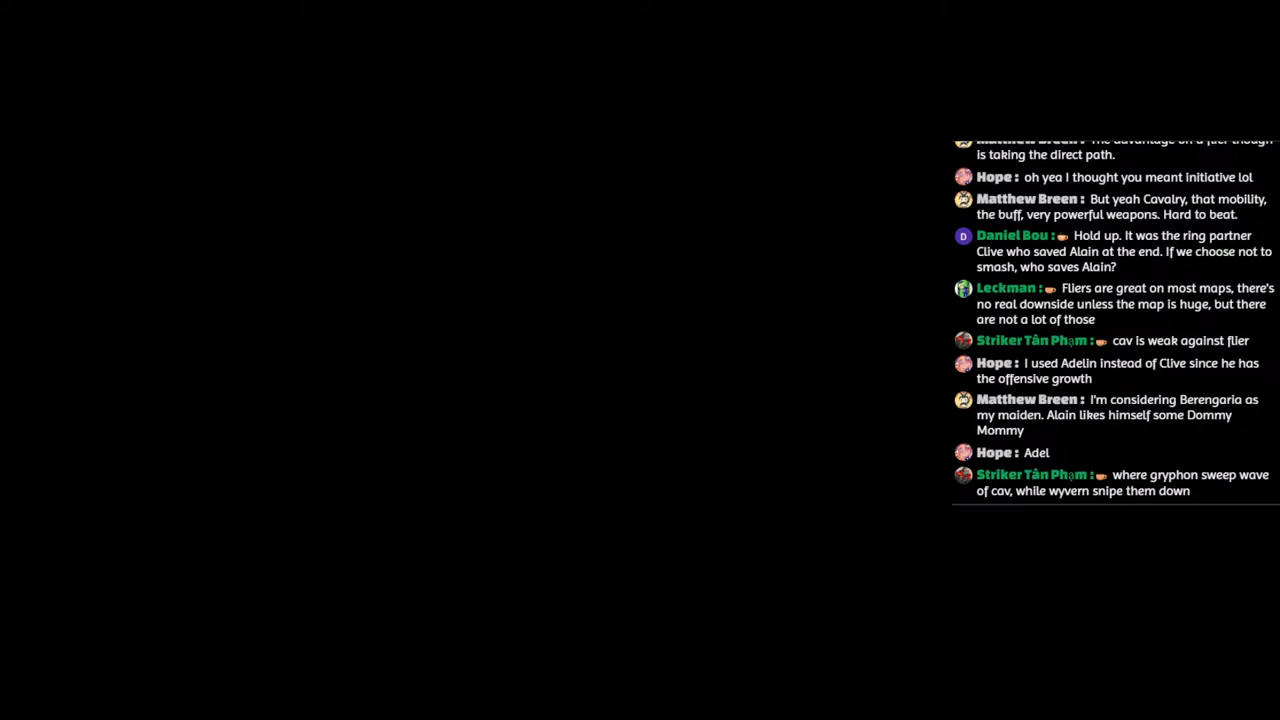 is taking the direct path.
Hope : oh yea I thought you meant initiative lol
Matthew Breen : But yeah Cavalry, that mobility,
the buff, very powerful weapons. Hard to beat.
D Daniel Bou : Hold up. It was the ring partner
Clive who saved Alain at the end. If we choose not to
smash, who saves Alain?
Leckman : Fliers are great on most maps, there's
no real downside unless the map is huge, but there
are not a lot of those
Striker Tân Phạm : cav is weak against flier
Hope : I used Adelin instead of Clive since he has
the offensive growth
Matthew Breen : I'm considering Berengaria as
my maiden. Alain likes himself some Dommy
Mommy
Hope : Adel
Striker Tân Phạm : where gryphon sweep wave
of cav, while wyvern snipe them down